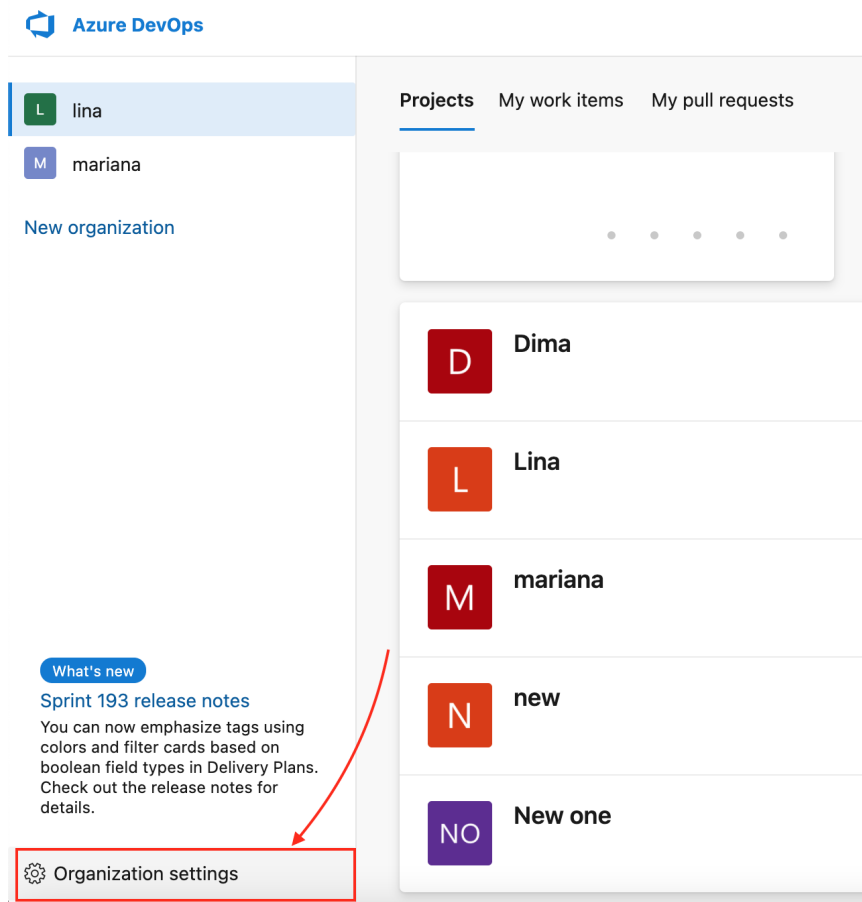 Azure DevOps
L
lina
M
mariana
New organization
What's new
Sprint 193 release notes
You can now emphasize tags using
colors and filter cards based on
boolean field types in Delivery Plans.
Check out the release notes for
details.
Organization settings
Projects My work items My pull requests
D
Dima
L
Lina
M
mariana
N
new
NO
New one